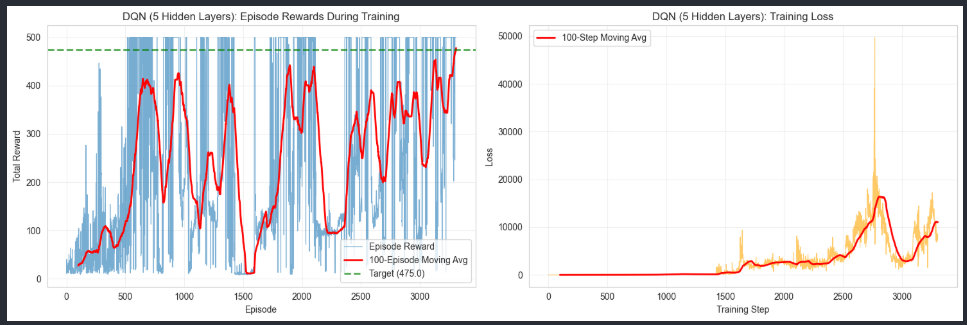 DQN (5 Hidden Layers): Episode Rewards During Training
500
400
300
200
100
0
Total Reward
0
500
1000
1500
2000
2500
3000
Episode
Episode Reward
100-Episode Moving Avg
Target (475.0)
DQN (5 Hidden Layers): Training Loss
100-Step Moving Avg
50000
40000
30000
20000
10000
0
Loss
0
500
1000
1500
2000
2500
3000
Training Step